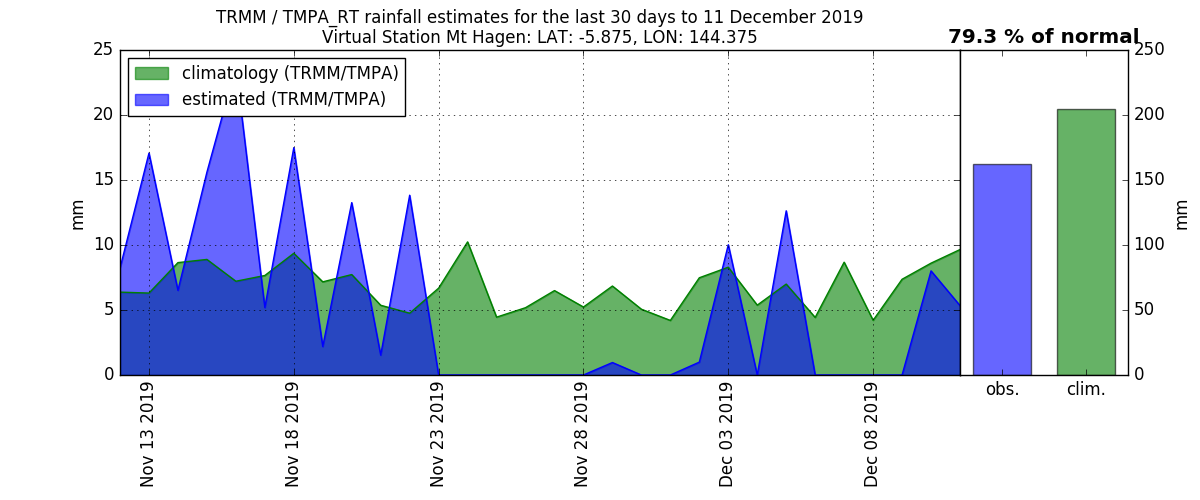 TRMM / TMPA_RT rainfall estimates for the last 30 days to 11 December 2019
Virtual Station Mt Hagen: LAT: -5.875, LON: 144.375
79.3 % of normal
climatology (TRMM/TMPA)
estimated (TRMM/TMPA)
mm
25
20
15
10
5
0
Nov 13 2019
Nov 18 2019
Nov 23 2019
Nov 28 2019
Dec 03 2019
Dec 08 2019
250
200
150
100
50
0
mm
obs.
clim.